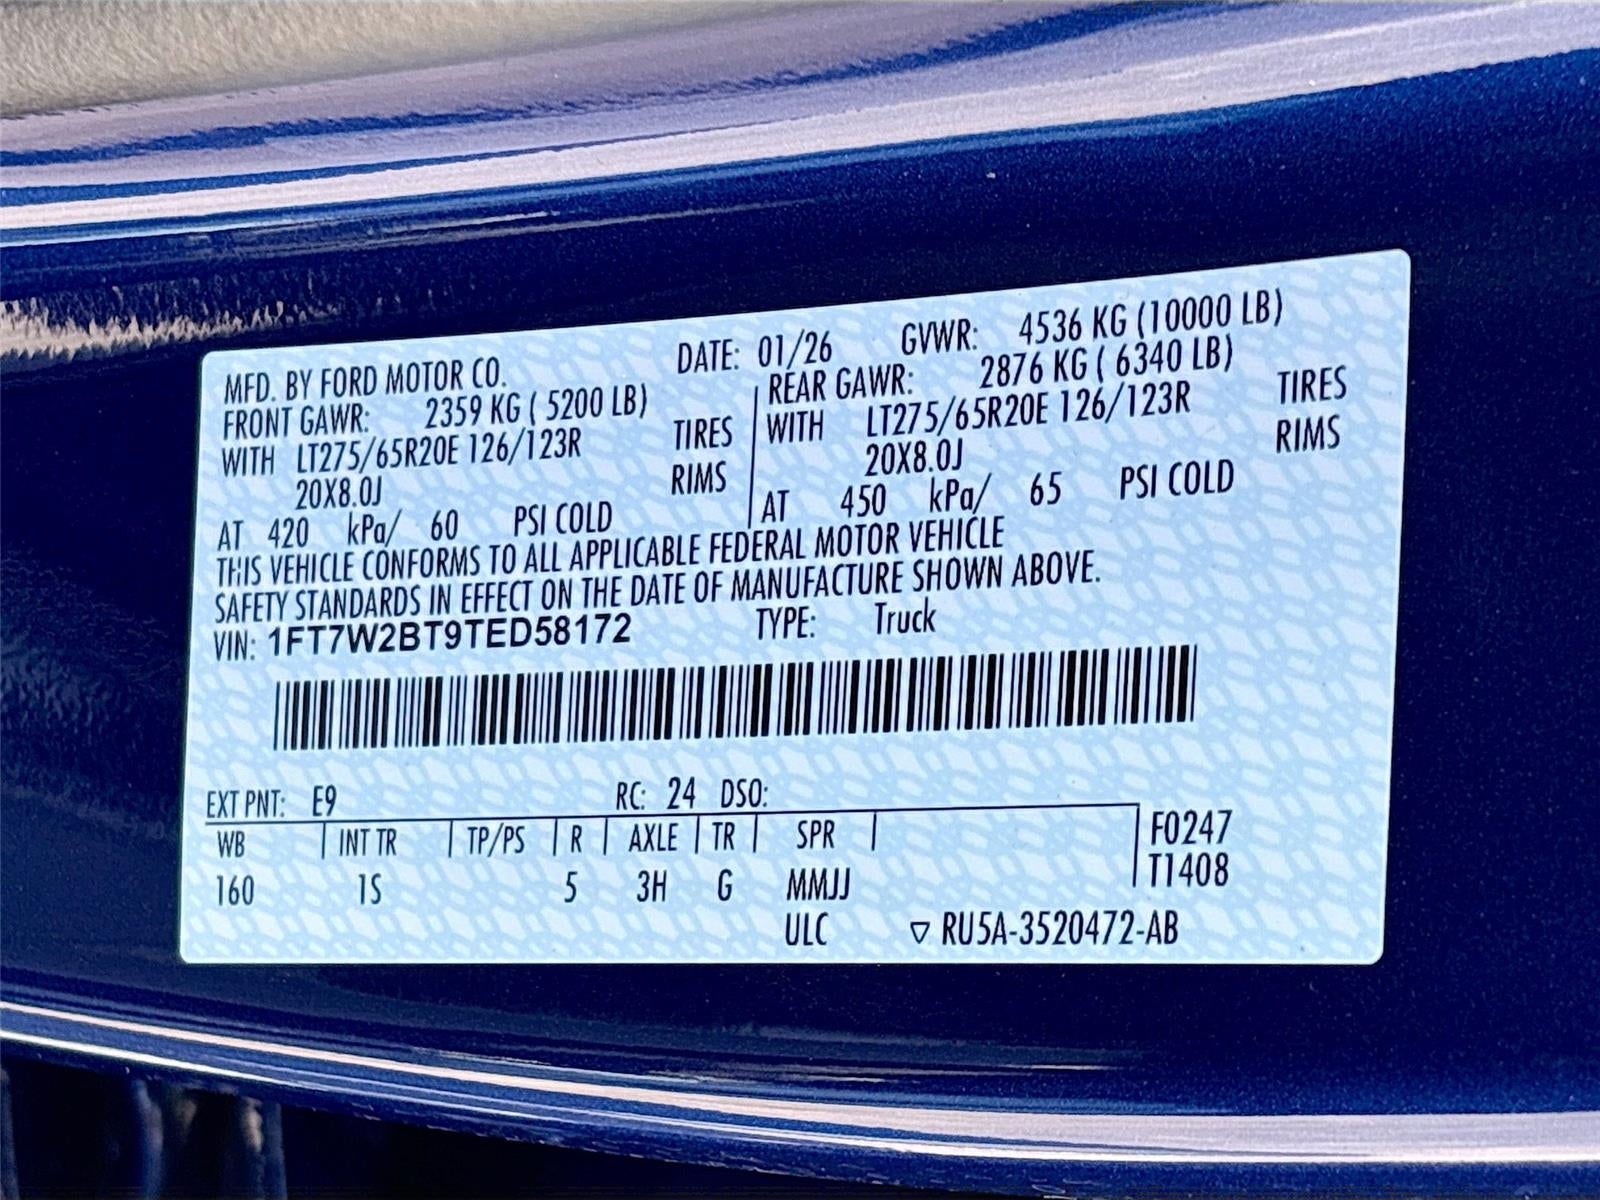 MFD. BY FORD MOTOR CO. DATE: 01/26 GVWR: 4536 KG (10000 LB)
FRONT GAWR: 2359 KG ( 5200 LB) REAR GAWR: 2876 KG ( 6340 LB)
WITH LT275/65R20E 126/123R TIRES WITH LT275/65R20E 126/123R TIRES
20X8.0J RIMS 20X8.0J RIMS
AT 420 kPa/ 60 PSI COLD AT 450 kPa/ 65 PSI COLD
THIS VEHICLE CONFORMS TO ALL APPLICABLE FEDERAL MOTOR VEHICLE
SAFETY STANDARDS IN EFFECT ON THE DATE OF MANUFACTURE SHOWN ABOVE.
VIN: 1FT7W2BT9TED58172 TYPE: Truck
EXT PNT: E9 RC: 24 DSO:
WB INT TR TP/PS R AXLE TR SPR F0247
160 1S 5 3H G MMJJ T1408
ULC ▽ RU5A-3520472-AB